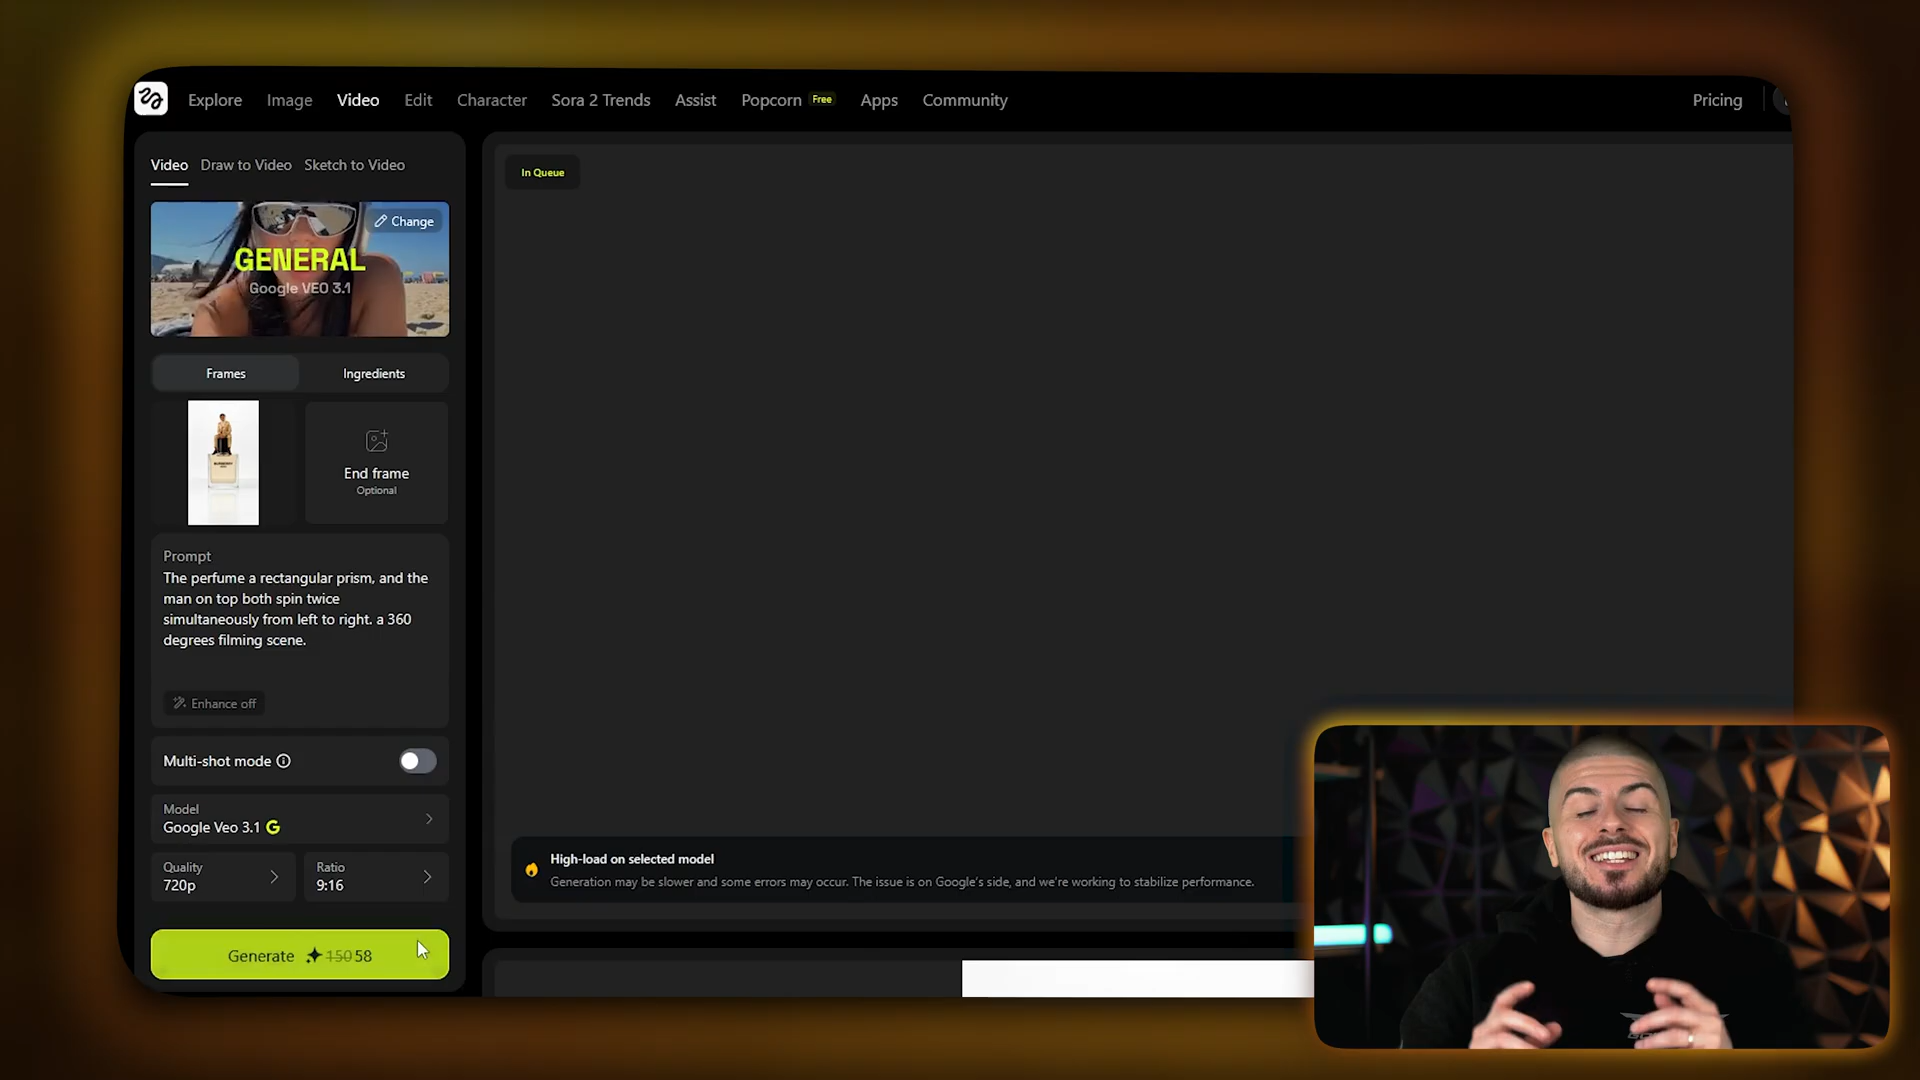 Explore Image Video Edit Character Sora 2 Trends Assist Popcorn Free Apps Community Pricing
Video Draw to Video Sketch to Video
In Queue
Change
GENERAL
Google VEO 3.1
Frames Ingredients
BURBERRY
End frame
Optional
Prompt
The perfume a rectangular prism, and the
man on top both spin twice
simultaneously from left to right. a 360
degrees filming scene.
Enhance off
Multi-shot mode
Model
Google Veo 3.1 G
Quality
720p
Ratio
9:16
High-load on selected model
Generation may be slower and some errors may occur. The issue is on Google's side, and we're working to stabilize performance.
Generate 150 58